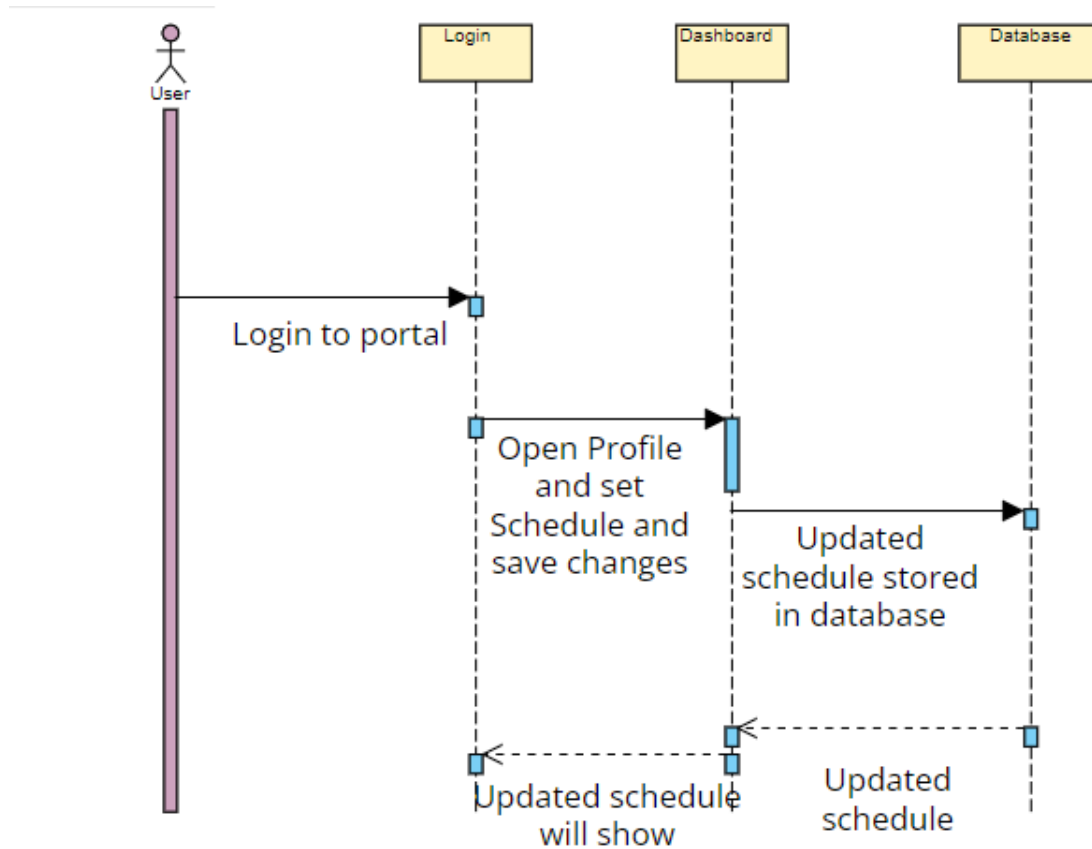 Login
Dashboard
Database
User
Login to portal
Open Profile
and set
Schedule and
save changes
Updated
schedule stored
in database
Updated schedule
will show
Updated
schedule